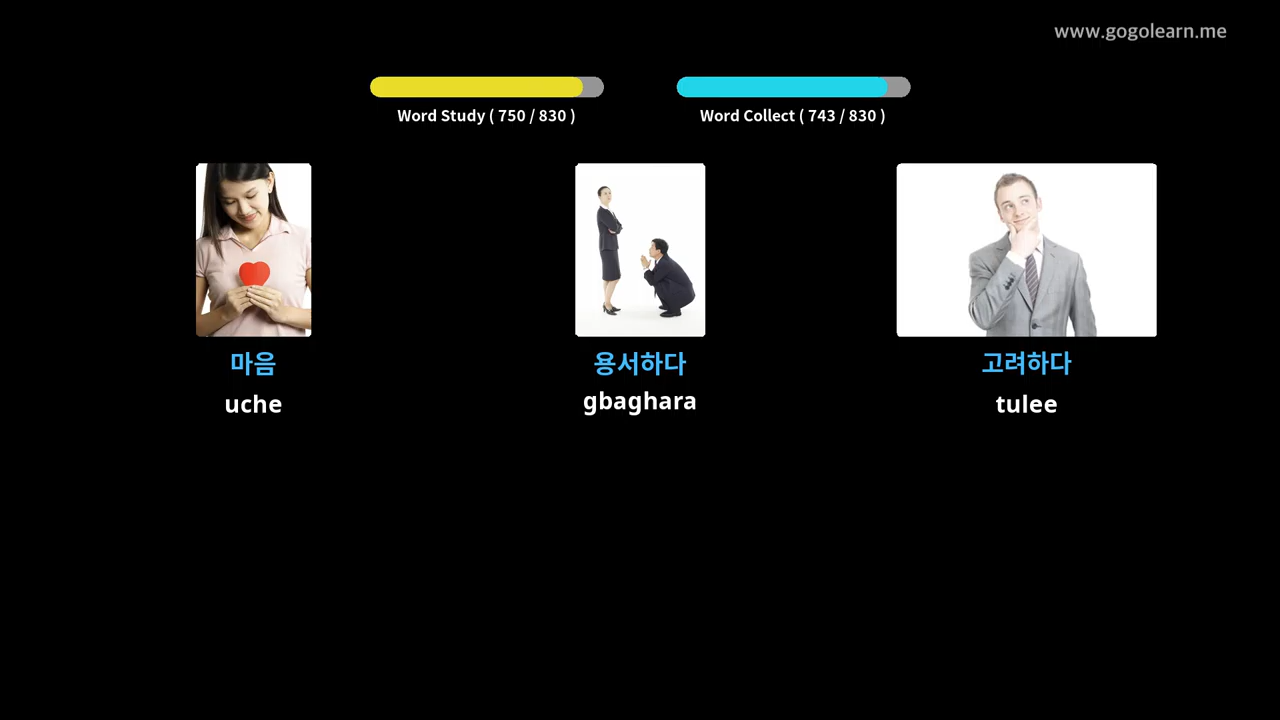 www.gogolearn.me
Word Study ( 750 / 830 )
Word Collect ( 743 / 830 )
마음
uche
용서하다
gbaghara
고려하다
tulee